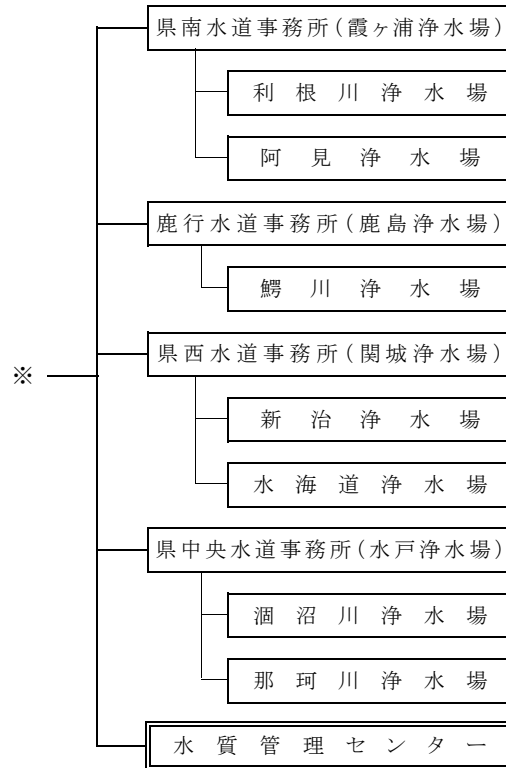 県南水道事務所(霞ヶ浦浄水場)
利根川浄水場
阿見浄水場
鹿行水道事務所(鹿島浄水場)
鰐川浄水場
※
県西水道事務所(関城浄水場)
新治浄水場
水海道浄水場
県中央水道事務所(水戸浄水場)
涸沼川浄水場
那珂川浄水場
水質管理センター